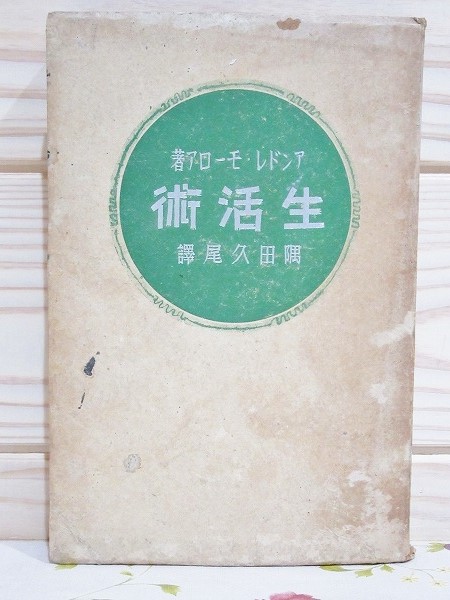 アンドレ・モーロア著
生活術
隅田久尾譯